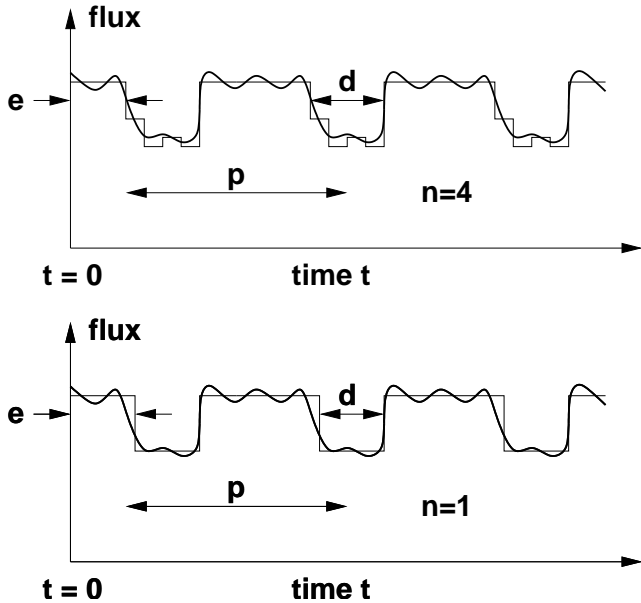 flux
e
d
p
n=4
t = 0
time t
flux
e
d
p
n=1
t = 0
time t